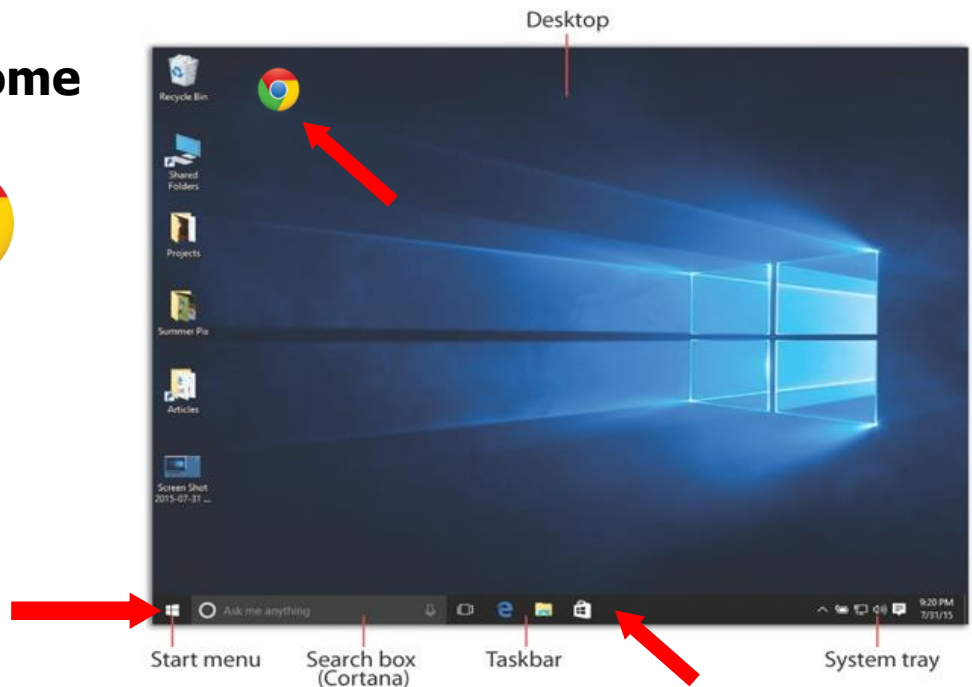 Desktop
ome
Recycle Bin
Shared
Folders
Projects
Summer Pix
Articles
Screen Shot
2015-07-31 ...
Ask me anything
9:20 PM
7/31/15
Start menu
Search box
(Cortana)
Taskbar
System tray